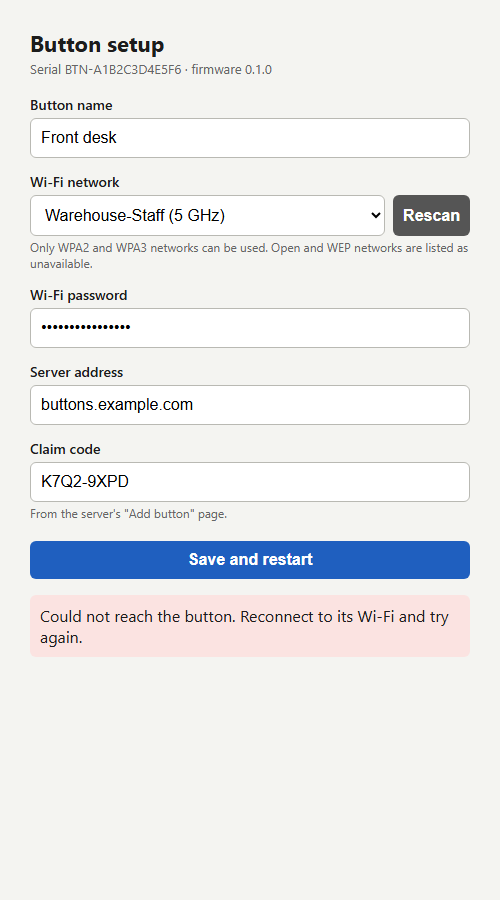 Button setup
Serial BTN-A1B2C3D4E5F6 · firmware 0.1.0
Button name
Front desk
Wi-Fi network
Warehouse-Staff (5 GHz)
Rescan
Only WPA2 and WPA3 networks can be used. Open and WEP networks are listed as
unavailable.
Wi-Fi password
••••••••••••••••
Server address
buttons.example.com
Claim code
K7Q2-9XPD
From the server's "Add button" page.
Save and restart
Could not reach the button. Reconnect to its Wi-Fi and try
again.